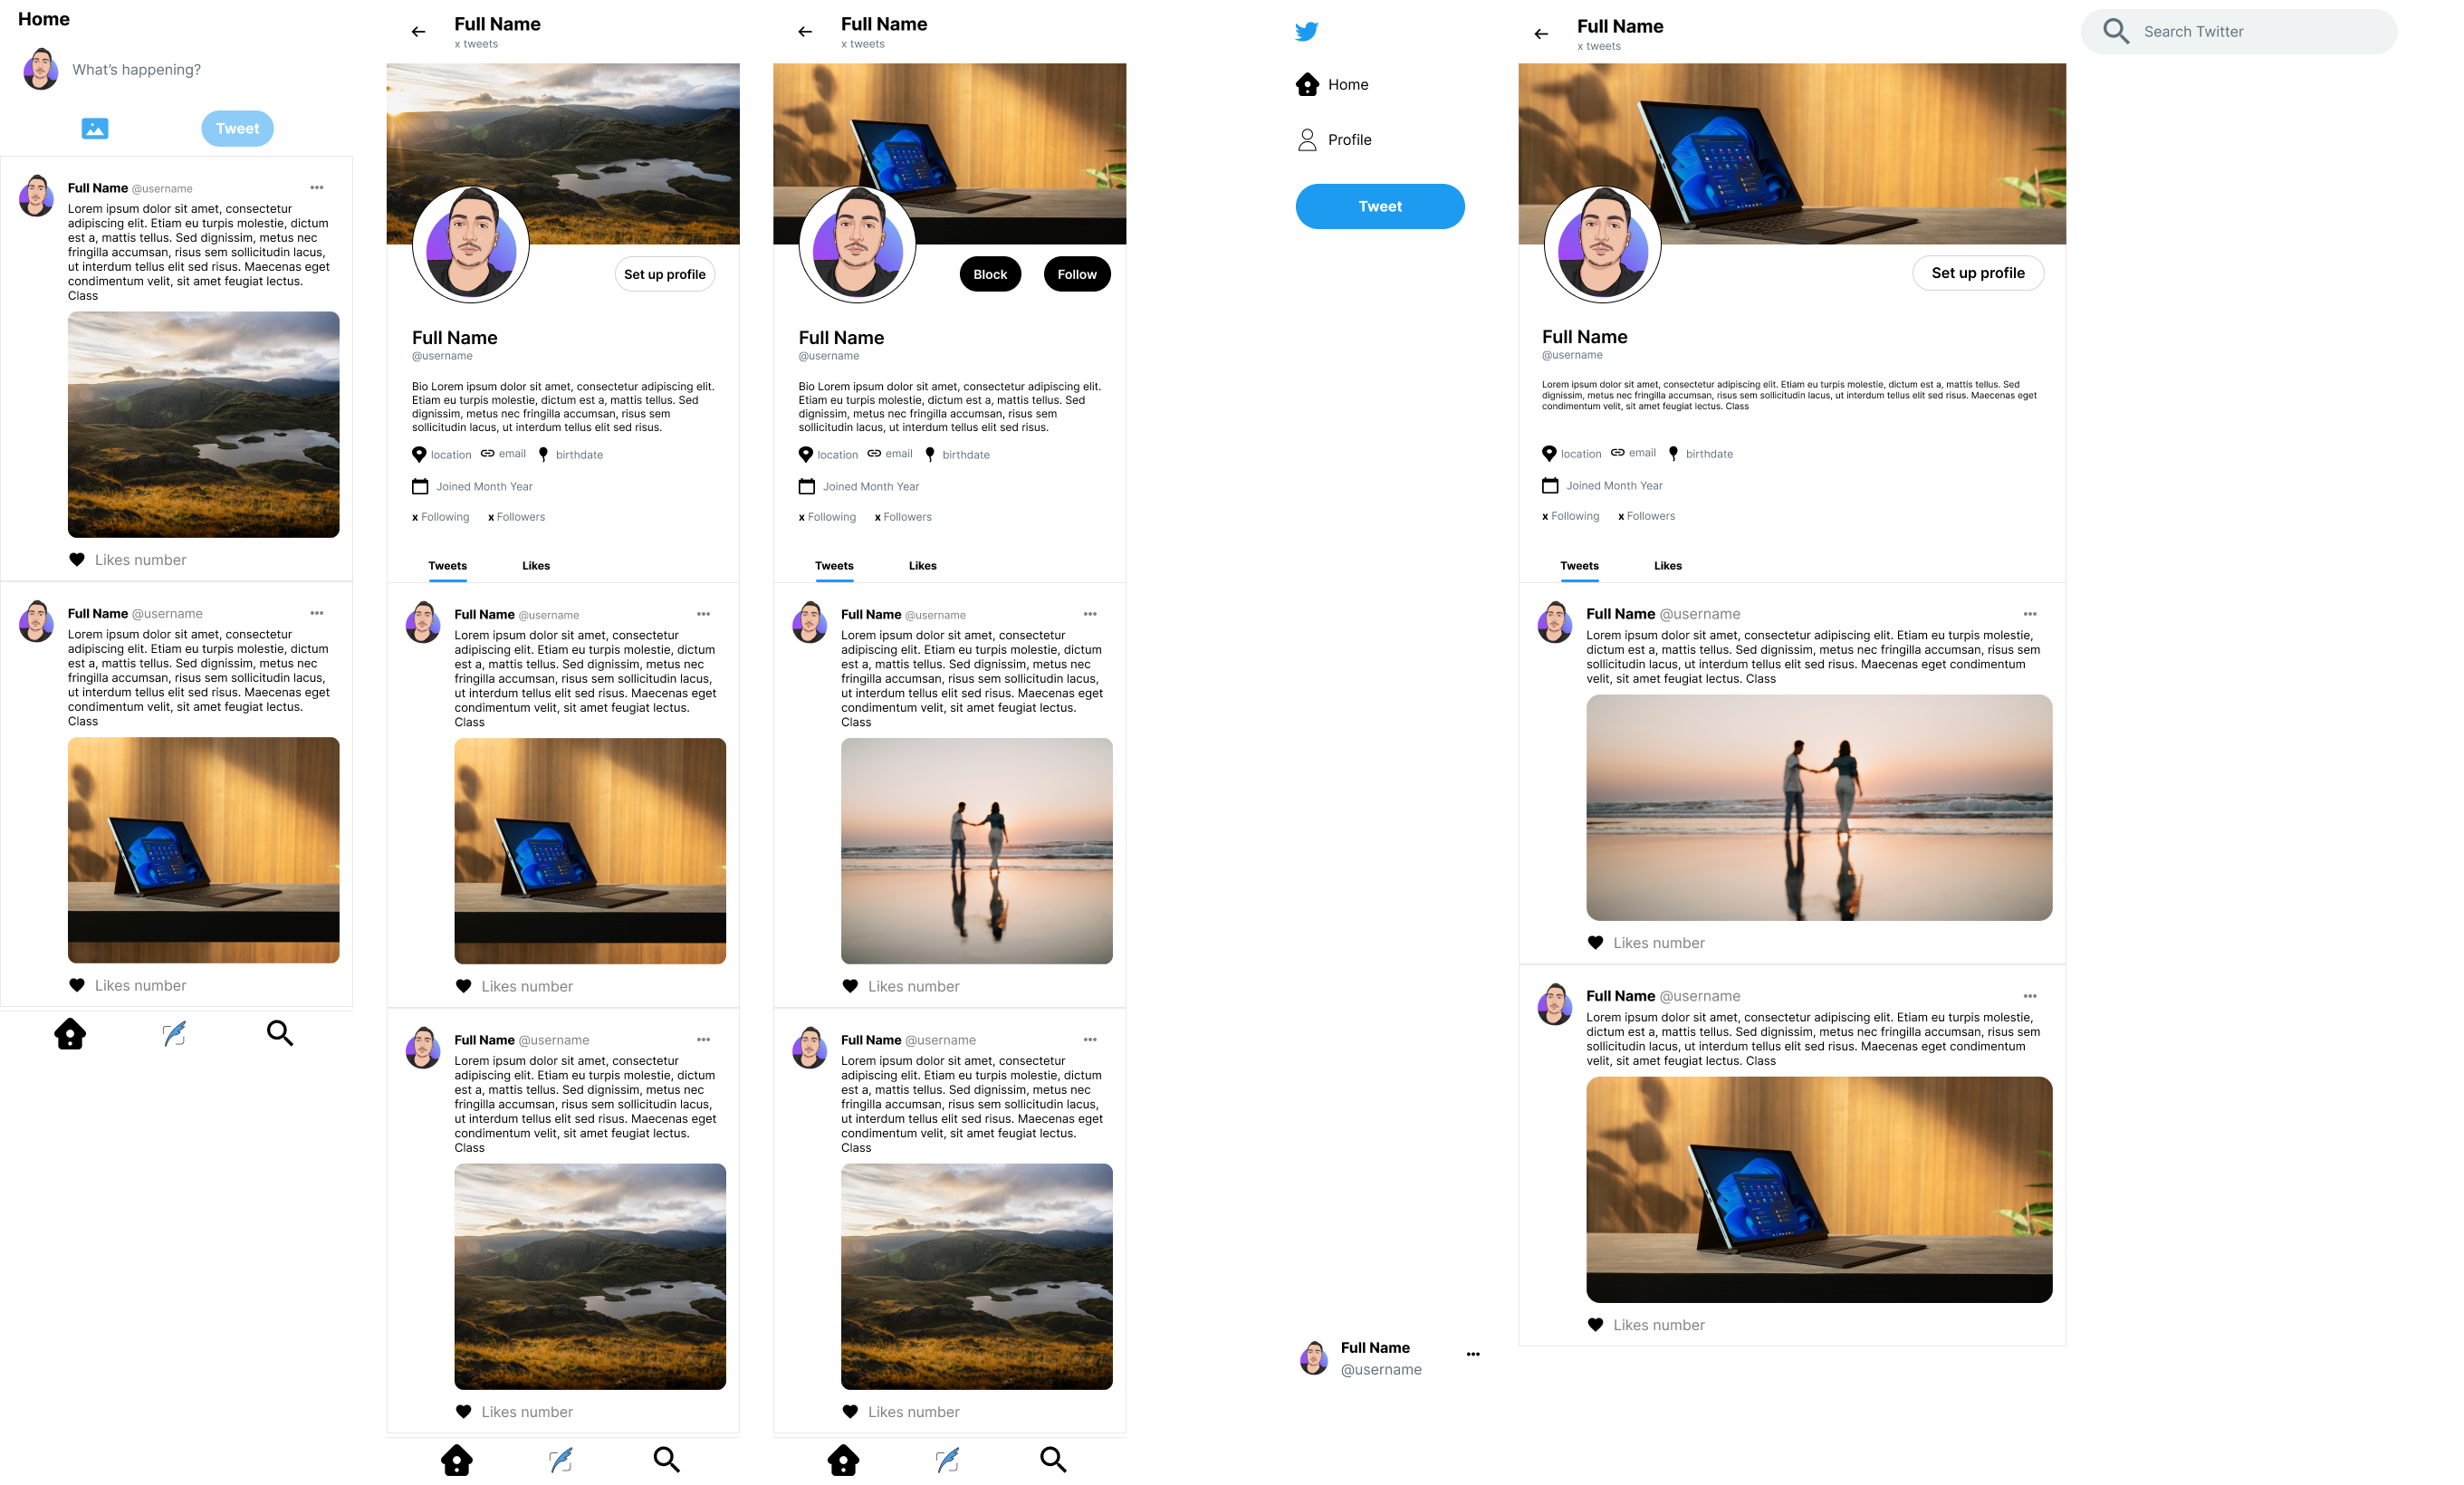 Home
What's happening?
Tweet
Full Name @username
Lorem ipsum dolor sit amet, consectetur
adipiscing elit. Etiam eu turpis molestie, dictum
est a, mattis tellus. Sed dignissim, metus nec
fringilla accumsan, risus sem sollicitudin lacus,
ut interdum tellus elit sed risus. Maecenas eget
condimentum velit, sit amet feugiat lectus.
Class
Likes number
Full Name @username
Lorem ipsum dolor sit amet, consectetur
adipiscing elit. Etiam eu turpis molestie, dictum
est a, mattis tellus. Sed dignissim, metus nec
fringilla accumsan, risus sem sollicitudin lacus,
ut interdum tellus elit sed risus. Maecenas eget
condimentum velit, sit amet feugiat lectus.
Class
Likes number
Full Name
x tweets
Set up profile
Full Name
@username
Bio Lorem ipsum dolor sit amet, consectetur adipiscing elit.
Etiam eu turpis molestie, dictum est a, mattis tellus. Sed
dignissim, metus nec fringilla accumsan, risus sem
sollicitudin lacus, ut interdum tellus elit sed risus.
location email birthdate
Joined Month Year
x Following x Followers
Tweets Likes
Full Name @username
Lorem ipsum dolor sit amet, consectetur
adipiscing elit. Etiam eu turpis molestie, dictum
est a, mattis tellus. Sed dignissim, metus nec
fringilla accumsan, risus sem sollicitudin lacus,
ut interdum tellus elit sed risus. Maecenas eget
condimentum velit, sit amet feugiat lectus.
Class
Likes number
Full Name @username
Lorem ipsum dolor sit amet, consectetur
adipiscing elit. Etiam eu turpis molestie, dictum
est a, mattis tellus. Sed dignissim, metus nec
fringilla accumsan, risus sem sollicitudin lacus,
ut interdum tellus elit sed risus. Maecenas eget
condimentum velit, sit amet feugiat lectus.
Class
Likes number
Full Name
x tweets
Block Follow
Full Name
@username
Bio Lorem ipsum dolor sit amet, consectetur adipiscing elit.
Etiam eu turpis molestie, dictum est a, mattis tellus. Sed
dignissim, metus nec fringilla accumsan, risus sem
sollicitudin lacus, ut interdum tellus elit sed risus.
location email birthdate
Joined Month Year
x Following x Followers
Tweets Likes
Full Name @username
Lorem ipsum dolor sit amet, consectetur
adipiscing elit. Etiam eu turpis molestie, dictum
est a, mattis tellus. Sed dignissim, metus nec
fringilla accumsan, risus sem sollicitudin lacus,
ut interdum tellus elit sed risus. Maecenas eget
condimentum velit, sit amet feugiat lectus.
Class
Likes number
Full Name @username
Lorem ipsum dolor sit amet, consectetur
adipiscing elit. Etiam eu turpis molestie, dictum
est a, mattis tellus. Sed dignissim, metus nec
fringilla accumsan, risus sem sollicitudin lacus,
ut interdum tellus elit sed risus. Maecenas eget
condimentum velit, sit amet feugiat lectus.
Class
Likes number
Home
Profile
Tweet
Full Name
@username
Full Name
x tweets
Set up profile
Full Name
@username
Lorem ipsum dolor sit amet, consectetur adipiscing elit. Etiam eu turpis molestie, dictum est a, mattis tellus. Sed
dignissim, metus nec fringilla accumsan, risus sem sollicitudin lacus, ut interdum tellus elit sed risus. Maecenas eget
condimentum velit, sit amet feugiat lectus. Class
location email birthdate
Joined Month Year
x Following x Followers
Tweets Likes
Full Name @username
Lorem ipsum dolor sit amet, consectetur adipiscing elit. Etiam eu turpis molestie,
dictum est a, mattis tellus. Sed dignissim, metus nec fringilla accumsan, risus sem
sollicitudin lacus, ut interdum tellus elit sed risus. Maecenas eget condimentum
velit, sit amet feugiat lectus. Class
Likes number
Full Name @username
Lorem ipsum dolor sit amet, consectetur adipiscing elit. Etiam eu turpis molestie,
dictum est a, mattis tellus. Sed dignissim, metus nec fringilla accumsan, risus sem
sollicitudin lacus, ut interdum tellus elit sed risus. Maecenas eget condimentum
velit, sit amet feugiat lectus. Class
Likes number
Search Twitter